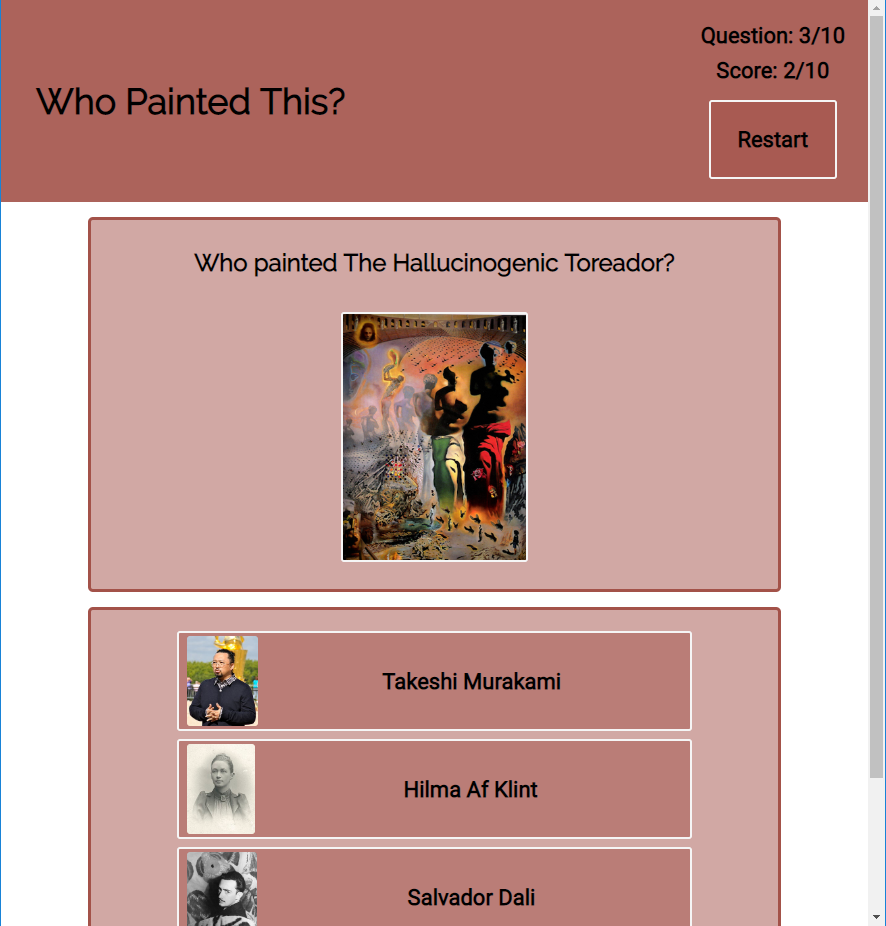 Question: 3/10
Score: 2/10
Who Painted This?
Restart
Who painted The Hallucinogenic Toreador?
Takeshi Murakami
Hilma Af Klint
Salvador Dali